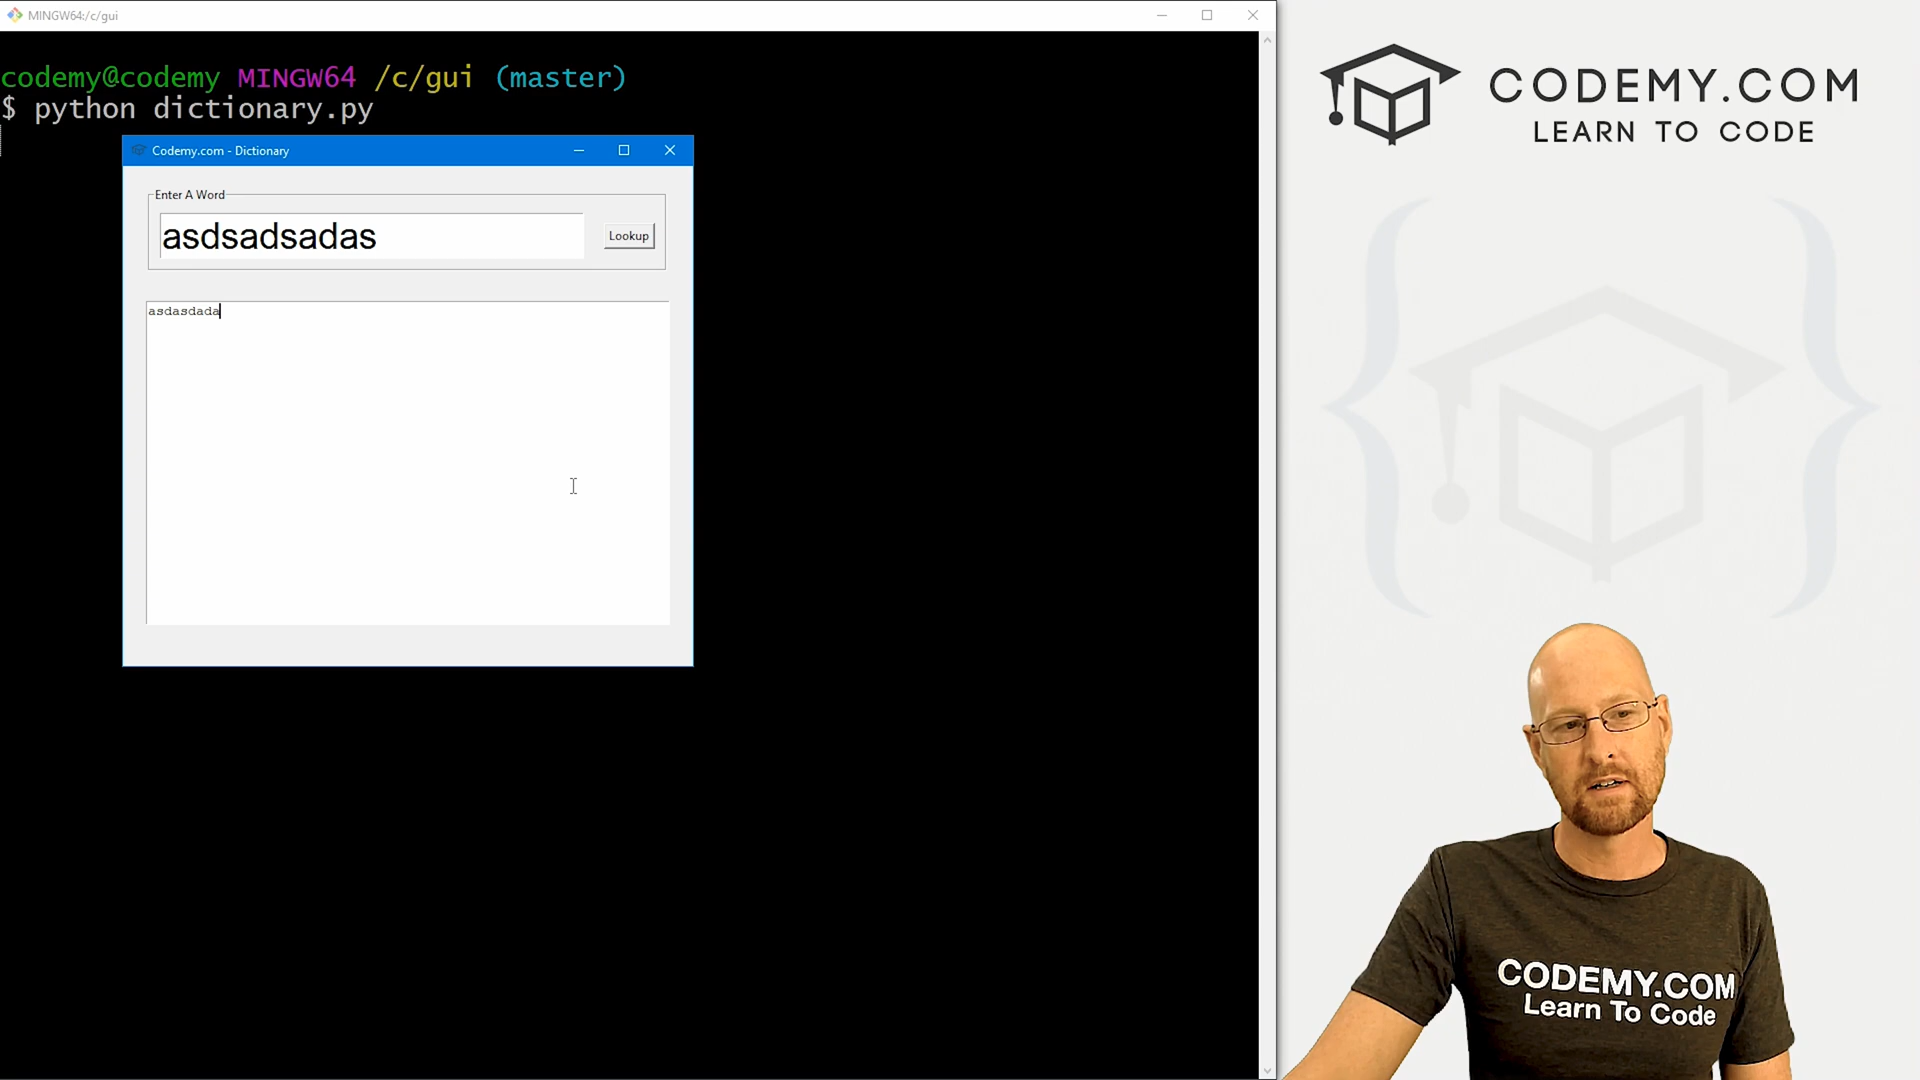 MINGW64:/c/gui
codemy@codemy MINGW64 /c/gui (master)
$ python dictionary.py
Codemy.com - Dictionary
Enter A Word
asdsadsadas
Lookup
asdasdada
CODEMY.COM
LEARN TO CODE
CODEMY.COM
Learn To Code